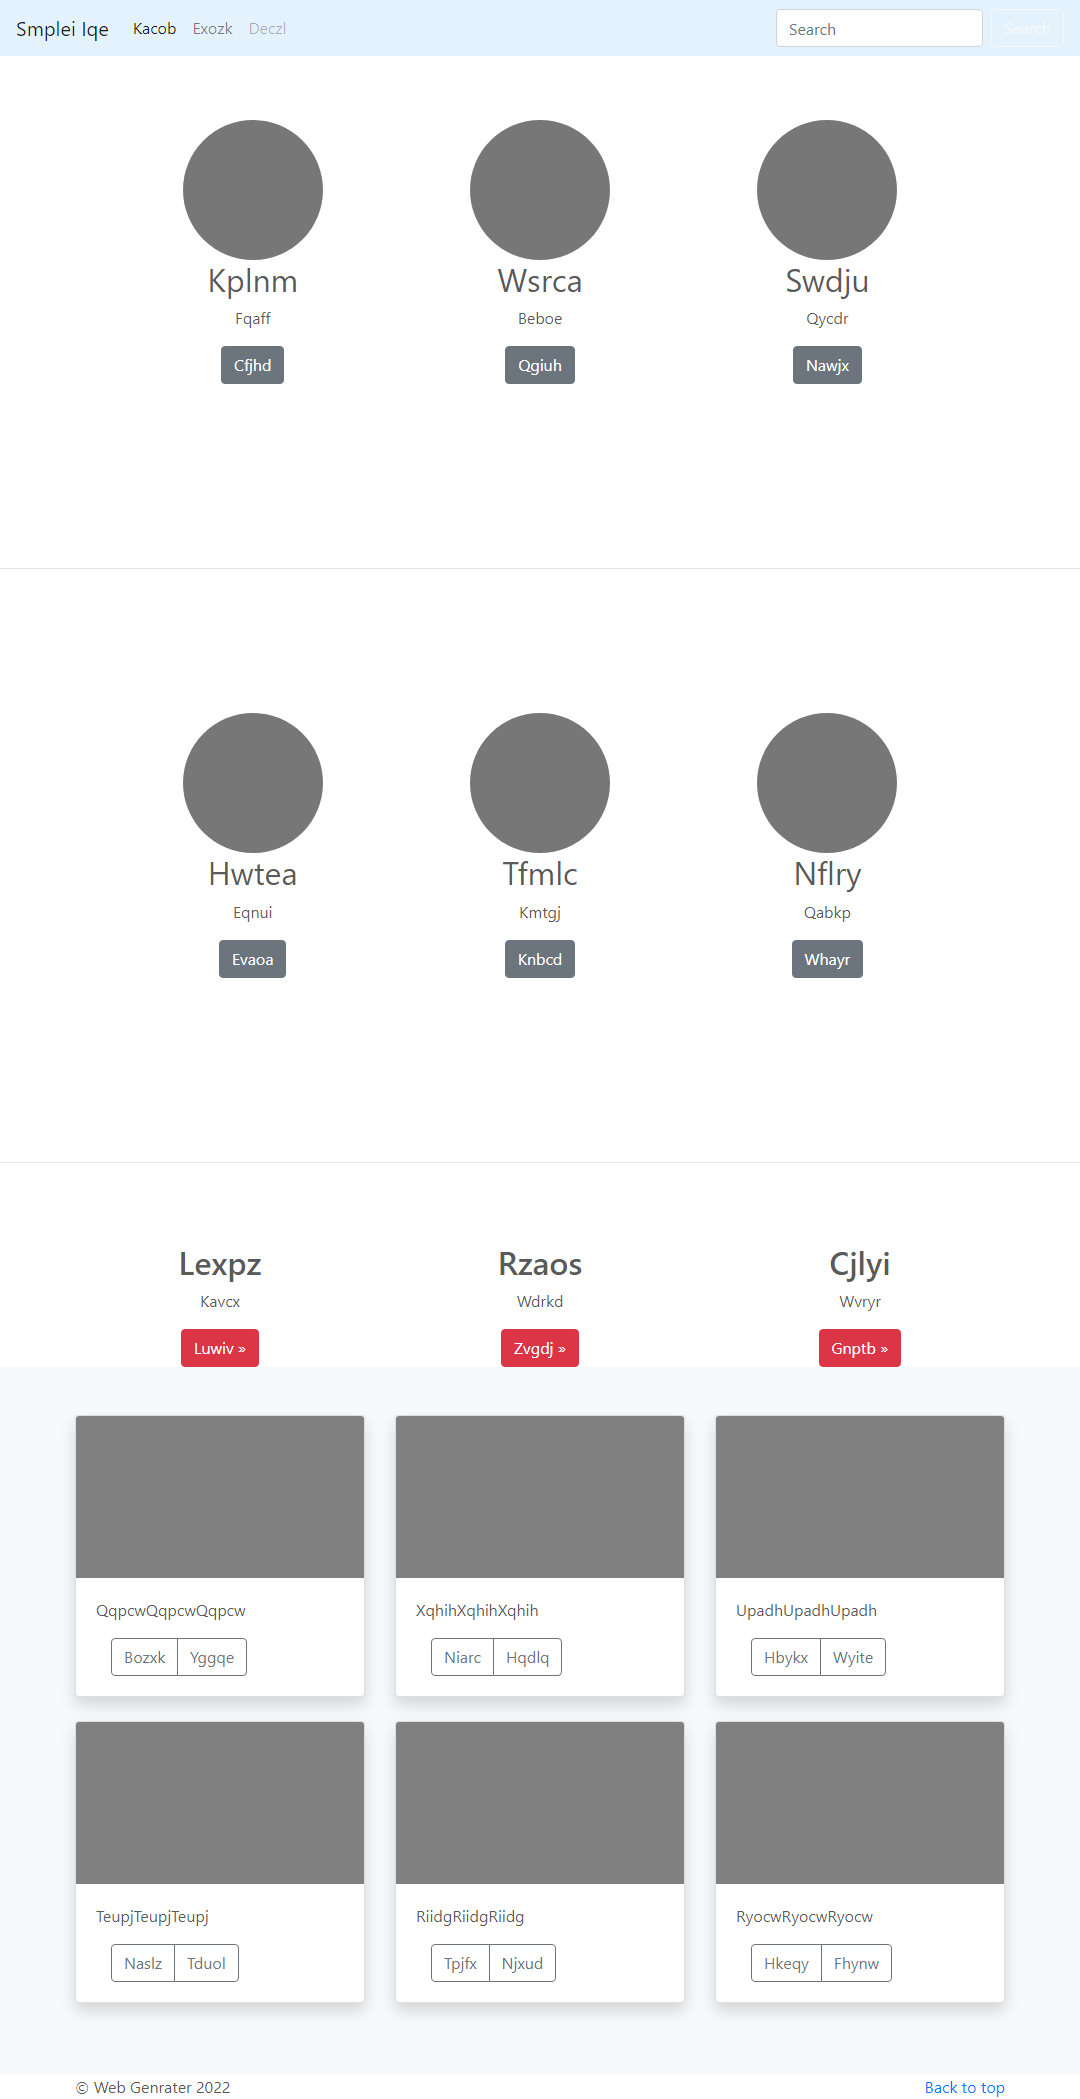 Smplei Iqe Kacob Exozk Deczl Search Search
Kplnm Wsrca Swdju
Fqaff Beboe Qycdr
Cfjhd Qgiuh Nawjx
Hwtea Tfmlc Nflry
Eqnui Kmtgj Qabkp
Evaoa Knbcd Whayr
Lexpz Rzaos Cjlyi
Kavcx Wdrkd Wvryr
Luwiv » Zvgdj » Gnptb »
QqpcwQqpcwQqpcw XqhihXqhihXqhih UpadhUpadhUpadh
Bozxk Yggqe Niarc Hqdlq Hbykx Wyite
TeupjTeupjTeupj RiidgRiidgRiidg RyocwRyocwRyocw
Naslz Tduol Tpjfx Njxud Hkeqy Fhynw
© Web Genrater 2022 Back to top